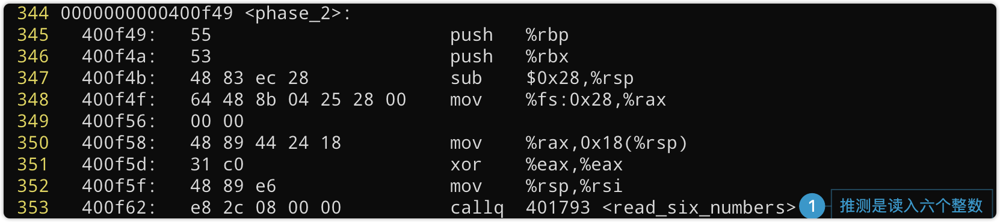 344 0000000000400f49 <phase_2>:
345   400f49:   55                      push   %rbp
346   400f4a:   53                      push   %rbx
347   400f4b:   48 83 ec 28             sub    $0x28,%rsp
348   400f4f:   64 48 8b 04 25 28 00    mov    %fs:0x28,%rax
349   400f56:   00 00
350   400f58:   48 89 44 24 18          mov    %rax,0x18(%rsp)
351   400f5d:   31 c0                   xor    %eax,%eax
352   400f5f:   48 89 e6                mov    %rsp,%rsi
353   400f62:   e8 2c 08 00 00          callq  401793 <read_six_numbers> 1 推测是读入六个整数